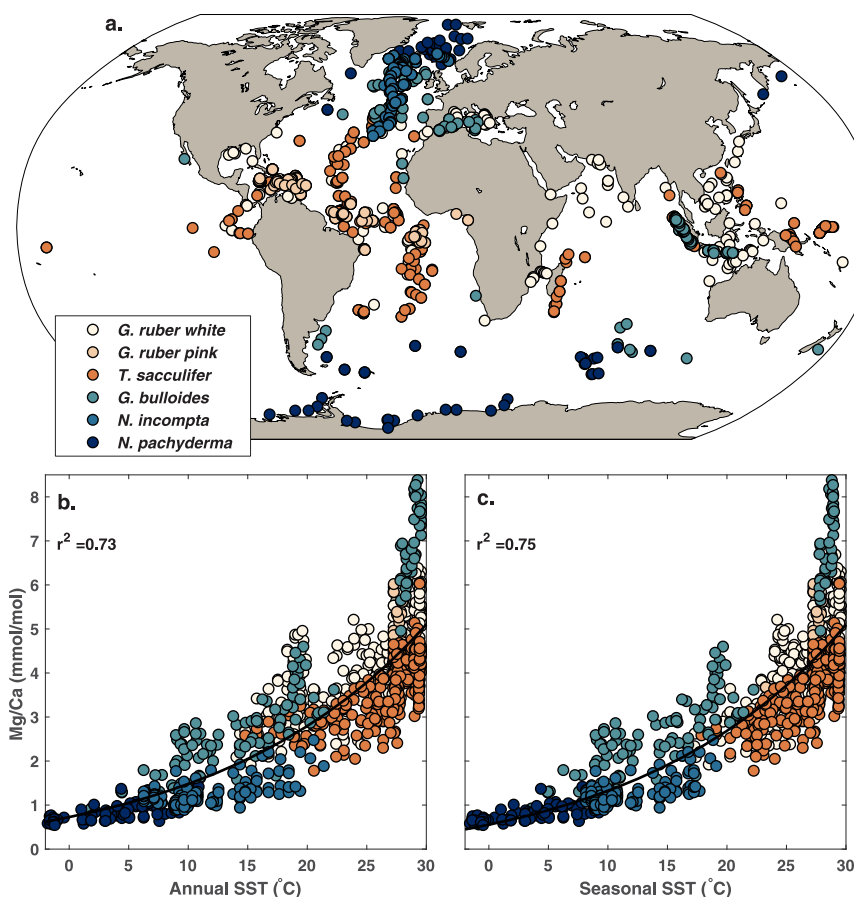 a.
G. ruber white
G. ruber pink
T. sacculifer
G. bulloides
N. incompta
N. pachyderma
b.
r² =0.73
Mg/Ca (mmol/mol)
8
7
6
5
4
3
2
1
0
0 5 10 15 20 25 30
Annual SST (°C)
c.
r² =0.75
0 5 10 15 20 25 30
Seasonal SST (°C)